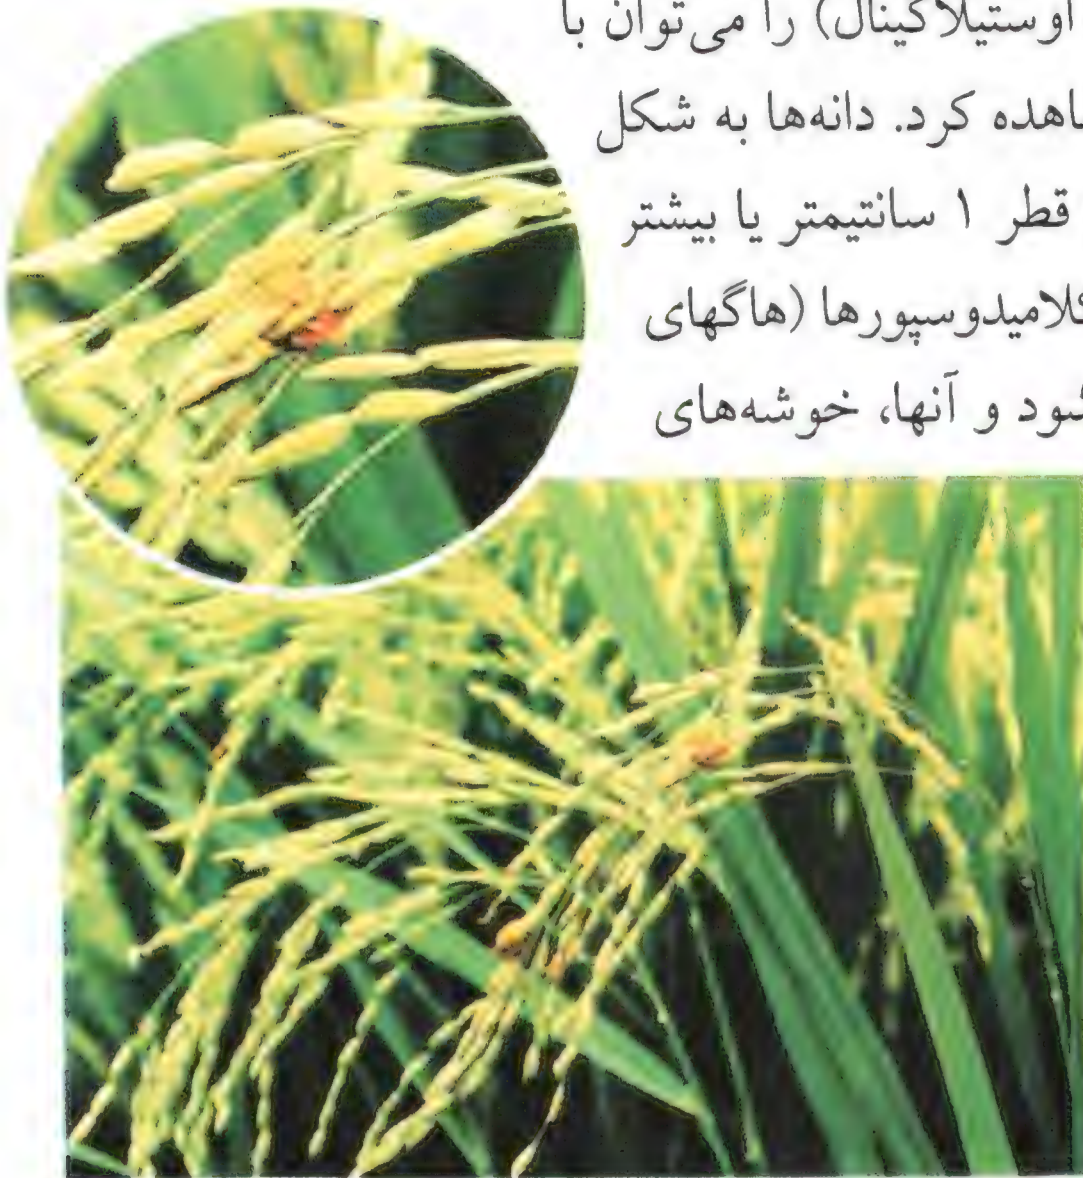 اوستیلاکینال) را می‌توان با
اهده کرد. دانه‌ها به شکل
قطر ۱ سانتیمتر یا بیشتر
کلامیدوسپورها (هاگهای
شود و آنها، خوشه‌های